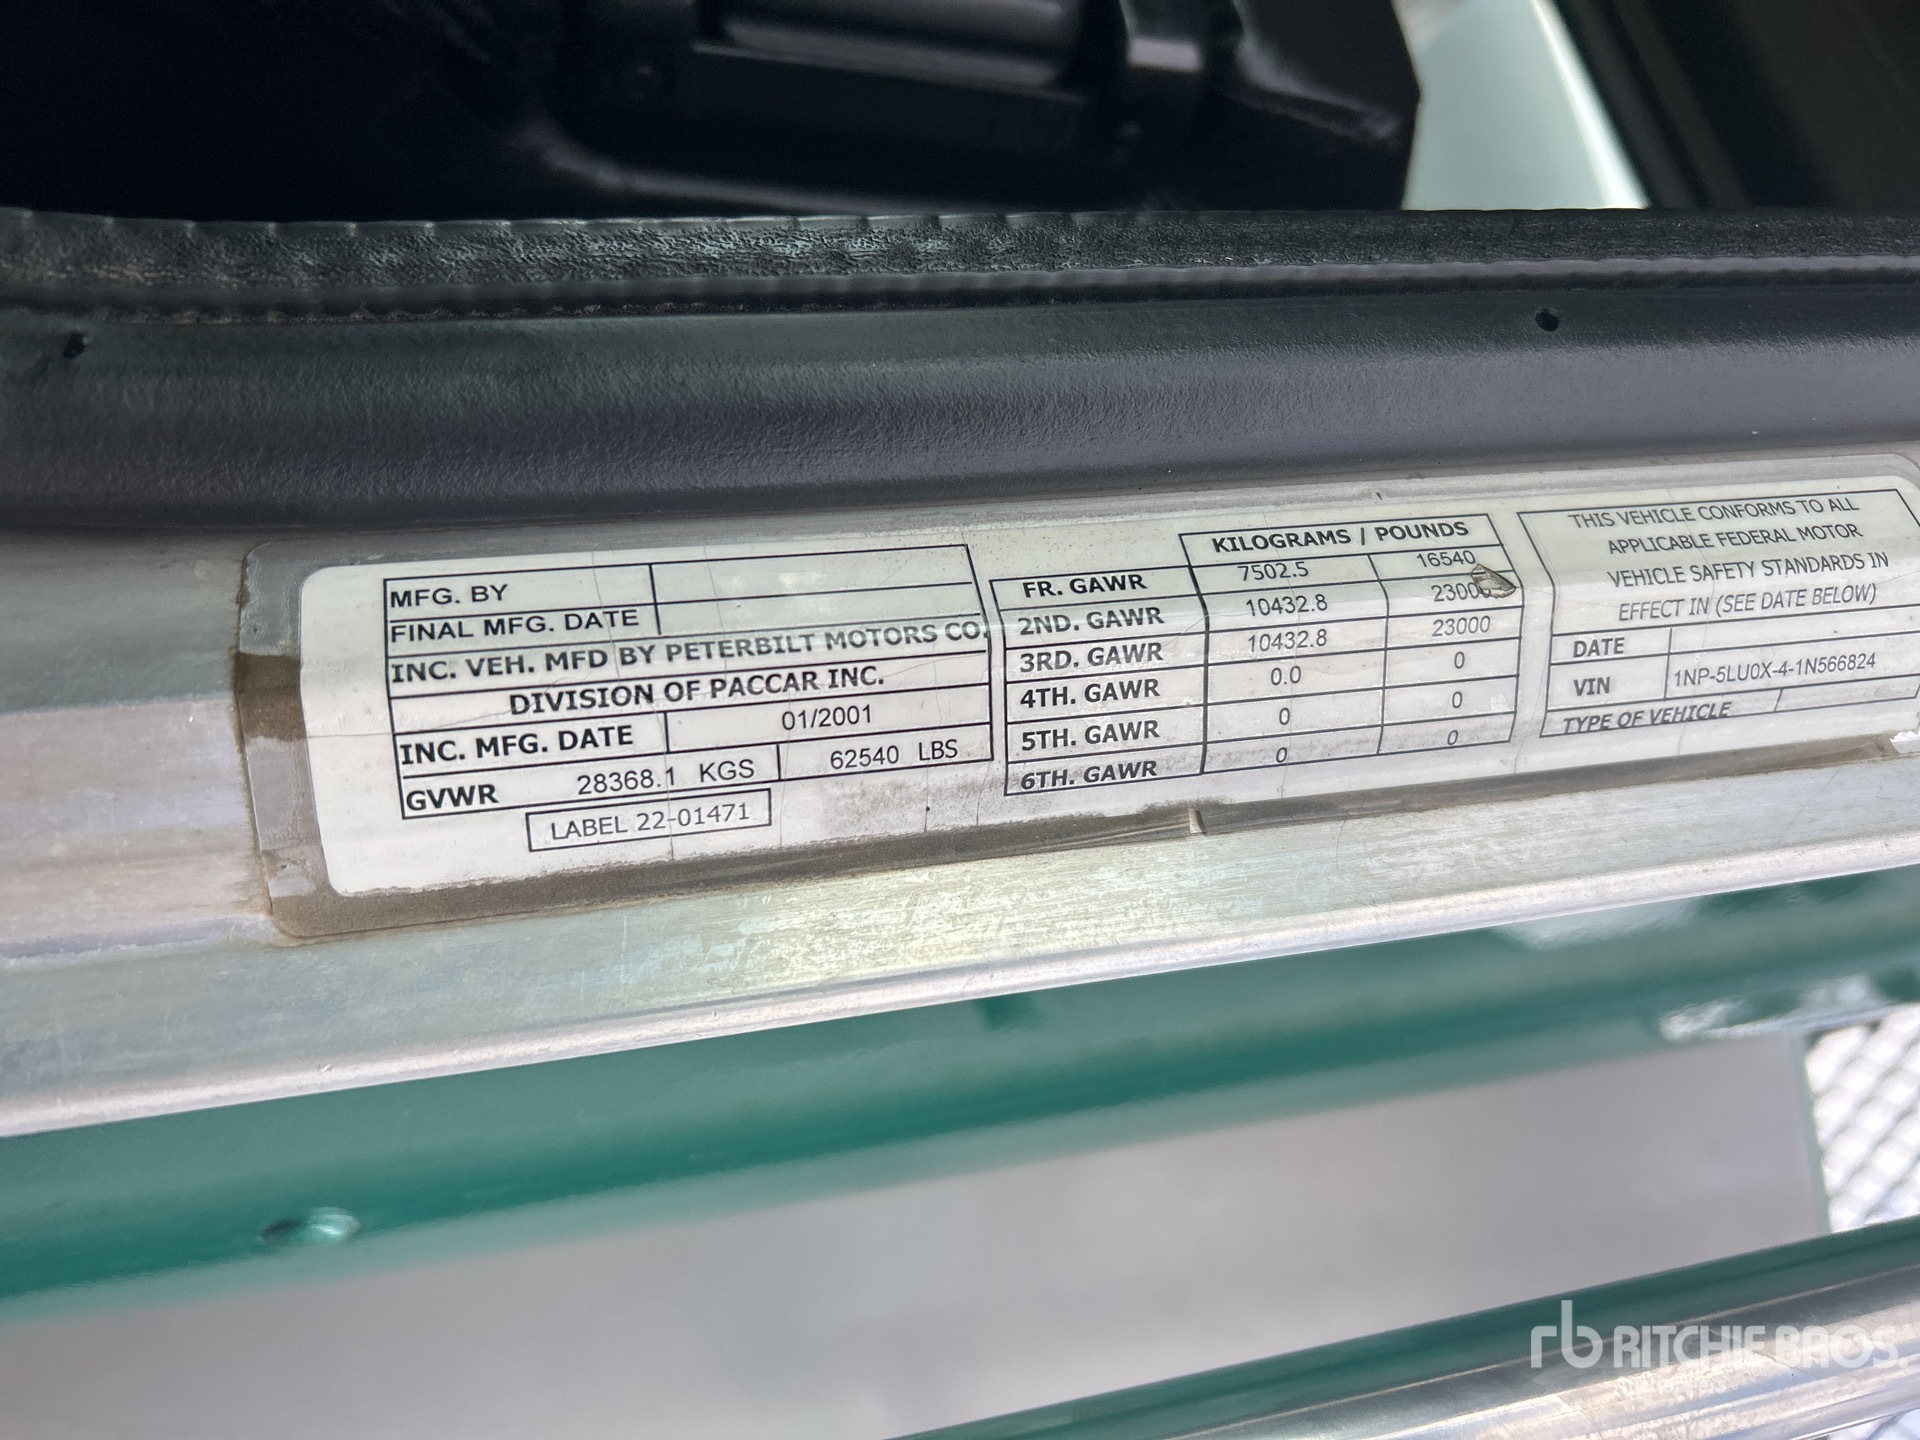 MFG. BY
FINAL MFG. DATE
INC. VEH. MFD BY PETERBILT MOTORS CO.
DIVISION OF PACCAR INC.
INC. MFG. DATE 01/2001
GVWR 28368.1 KGS 62540 LBS
LABEL 22-01471
KILOGRAMS / POUNDS
FR. GAWR 7502.5 16540
2ND. GAWR 10432.8 23000
3RD. GAWR 10432.8 23000
4TH. GAWR 0.0 0
5TH. GAWR 0 0
6TH. GAWR 0 0
THIS VEHICLE CONFORMS TO ALL
APPLICABLE FEDERAL MOTOR
VEHICLE SAFETY STANDARDS IN
EFFECT IN (SEE DATE BELOW)
DATE
VIN 1NP-5LU0X-4-1N566824
TYPE OF VEHICLE
rb RITCHIE BROS.